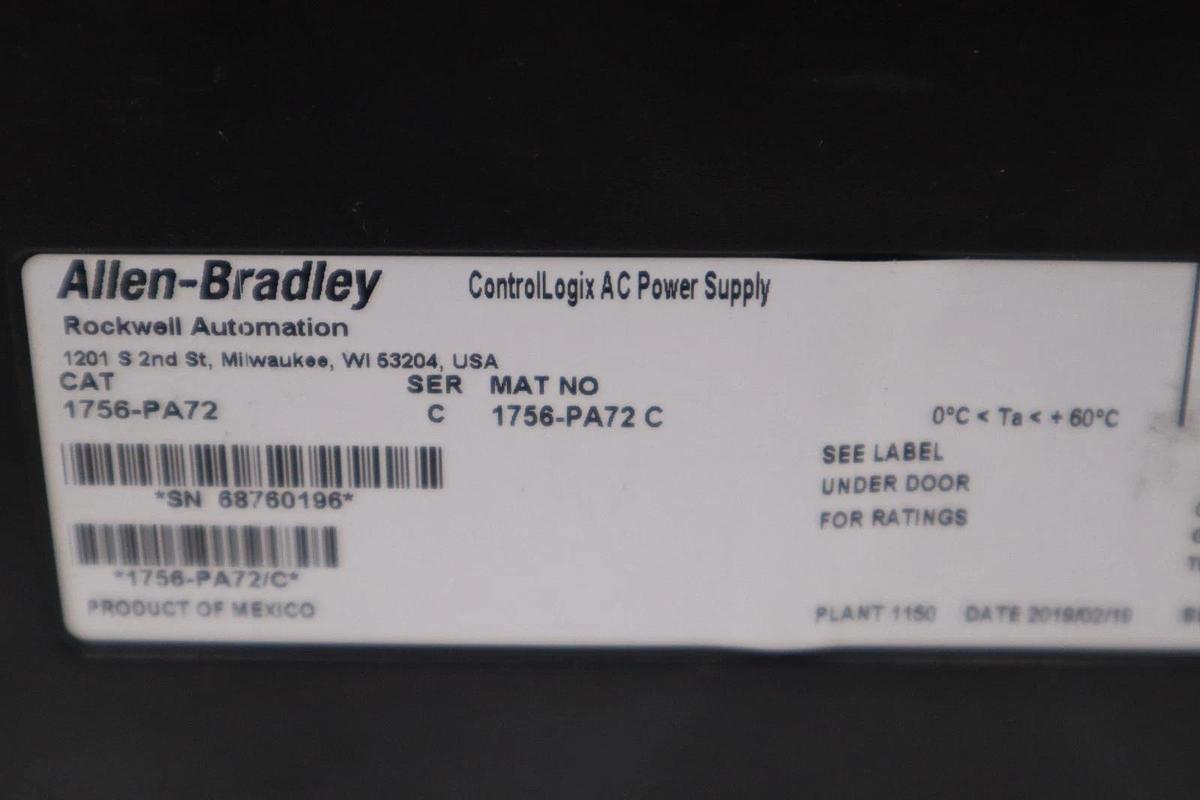 Allen-Bradley
ControlLogix AC Power Supply
Rockwell Automation
1201 S 2nd St, Milwaukee, WI 53204, USA
CAT SER MAT NO
1756-PA72 C 1756-PA72 C
0°C < Ta < + 60°C
*SN 68760196*
*1756-PA72/C*
PRODUCT OF MEXICO
SEE LABEL
UNDER DOOR
FOR RATINGS
PLANT 1150 DATE